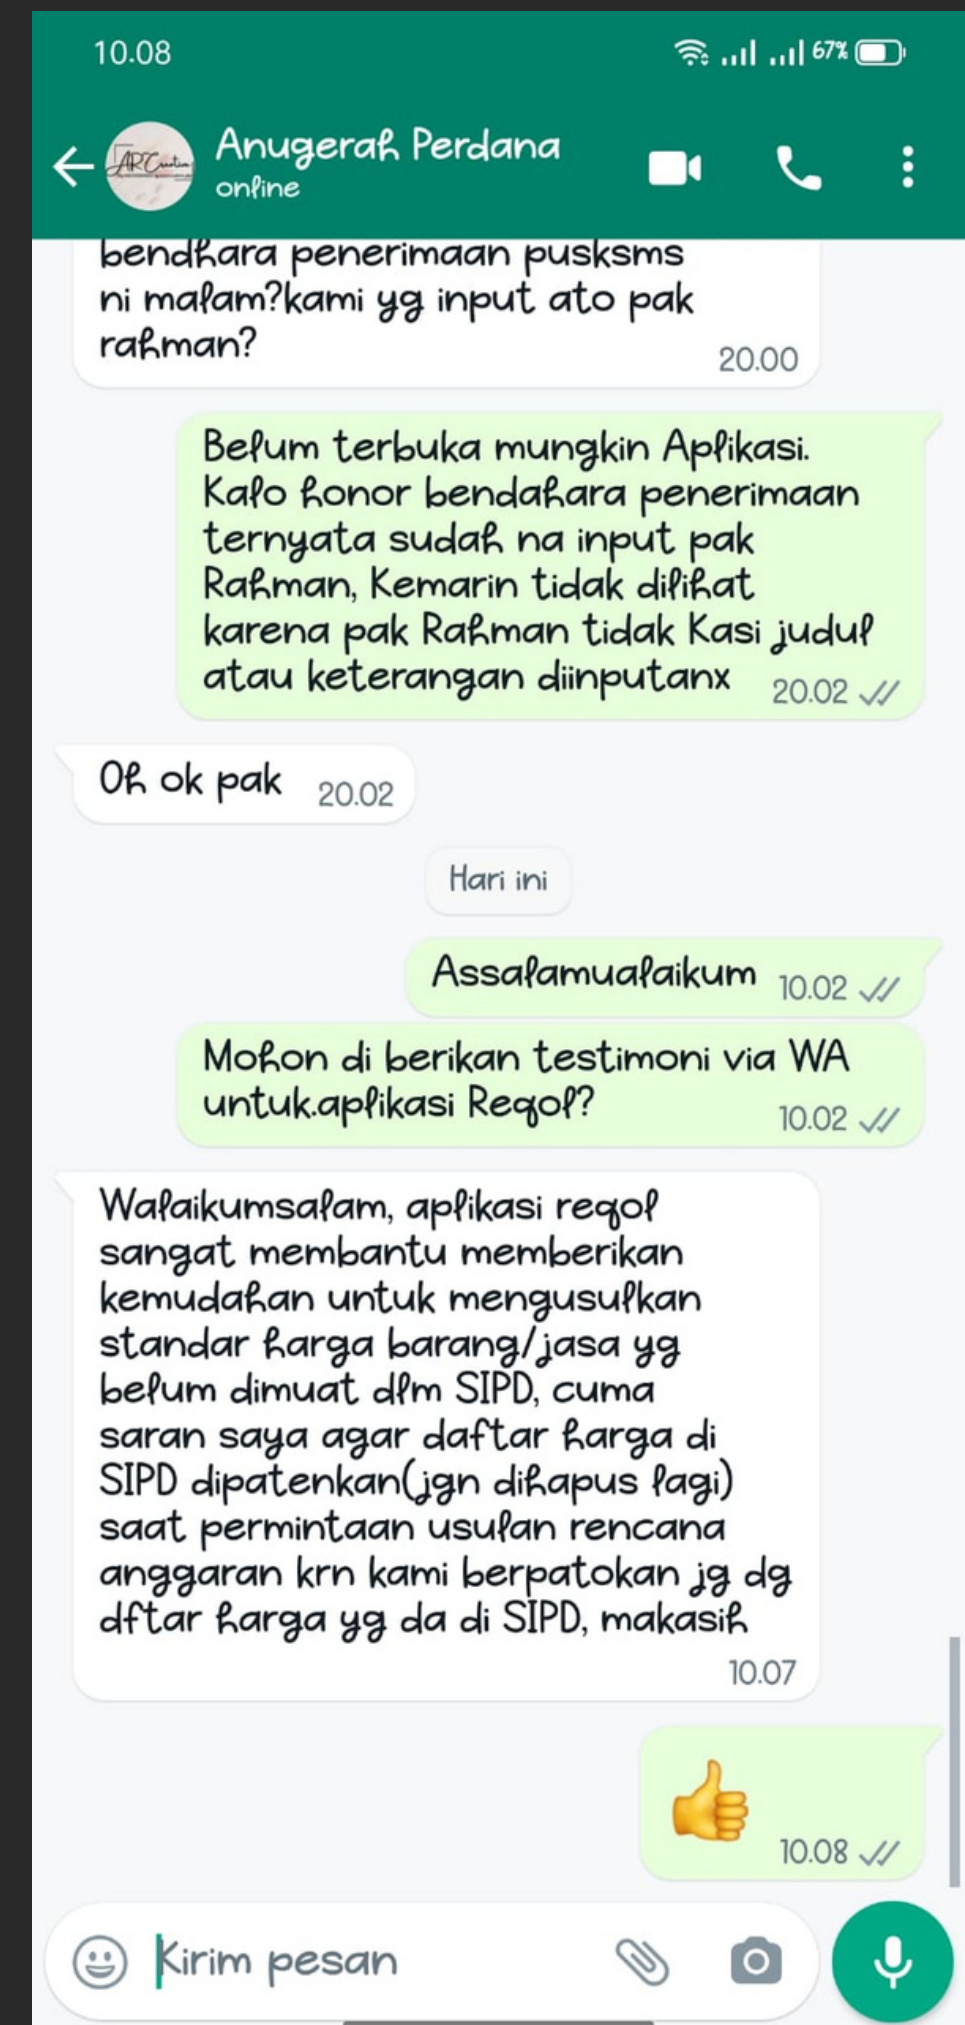 10.08
67%
Anugerah Perdana
online
bendhara penerimaan pusksms
ni malam?kami yg input ato pak
rahman?
20.00
Belum terbuka mungkin Aplikasi.
Kalo honor bendahara penerimaan
ternyata sudah na input pak
Rahman, Kemarin tidak dilihat
karena pak Rahman tidak Kasi judul
atau keterangan diinputanx 20.02
Oh ok pak 20.02
Hari ini
Assalamualaikum 10.02
Mohon di berikan testimoni via WA
untuk.aplikasi Reqol?
10.02
Walaikumsalam, aplikasi reqol
sangat membantu memberikan
kemudahan untuk mengusulkan
standar harga barang/jasa yg
belum dimuat dlm SIPD, cuma
saran saya agar daftar harga di
SIPD dipatenkan(jgn dihapus lagi)
saat permintaan usulan rencana
anggaran krn kami berpatokan jg dg
dftar harga yg da di SIPD, makasih
10.07
👍
10.08
Kirim pesan